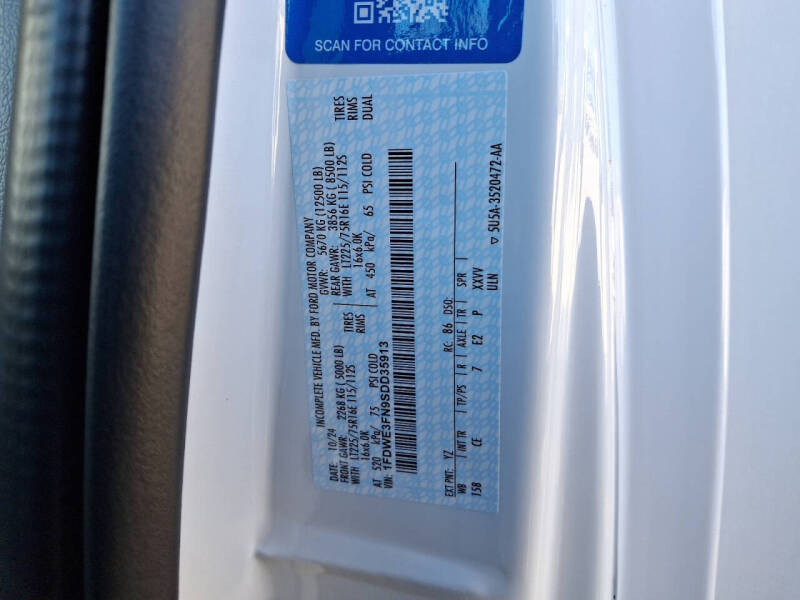 SCAN FOR CONTACT INFO
INCOMPLETE VEHICLE MFD. BY FORD MOTOR COMPANY
DATE: 10/24 GVWR: 5670 KG (12500 LB)
FRONT GAWR: 2268 KG ( 5000 LB) REAR GAWR: 3856 KG ( 8500 LB)
WITH LT225/75R16E 115/112S TIRES WITH LT225/75R16E 115/112S TIRES
16x6.0K RIMS 16x6.0K RIMS
AT 520 kPa/ 75 PSI COLD AT 450 kPa/ 65 PSI COLD DUAL
VIN: 1FDWE3FN9SDD35913
EXT PNT: YZ RC: 86 DSO:
WB INT TR TP/PS R AXLE TR SPR
158 CE 7 E2 P XXVV
ULN ▽ 5U5A-3520472-AA